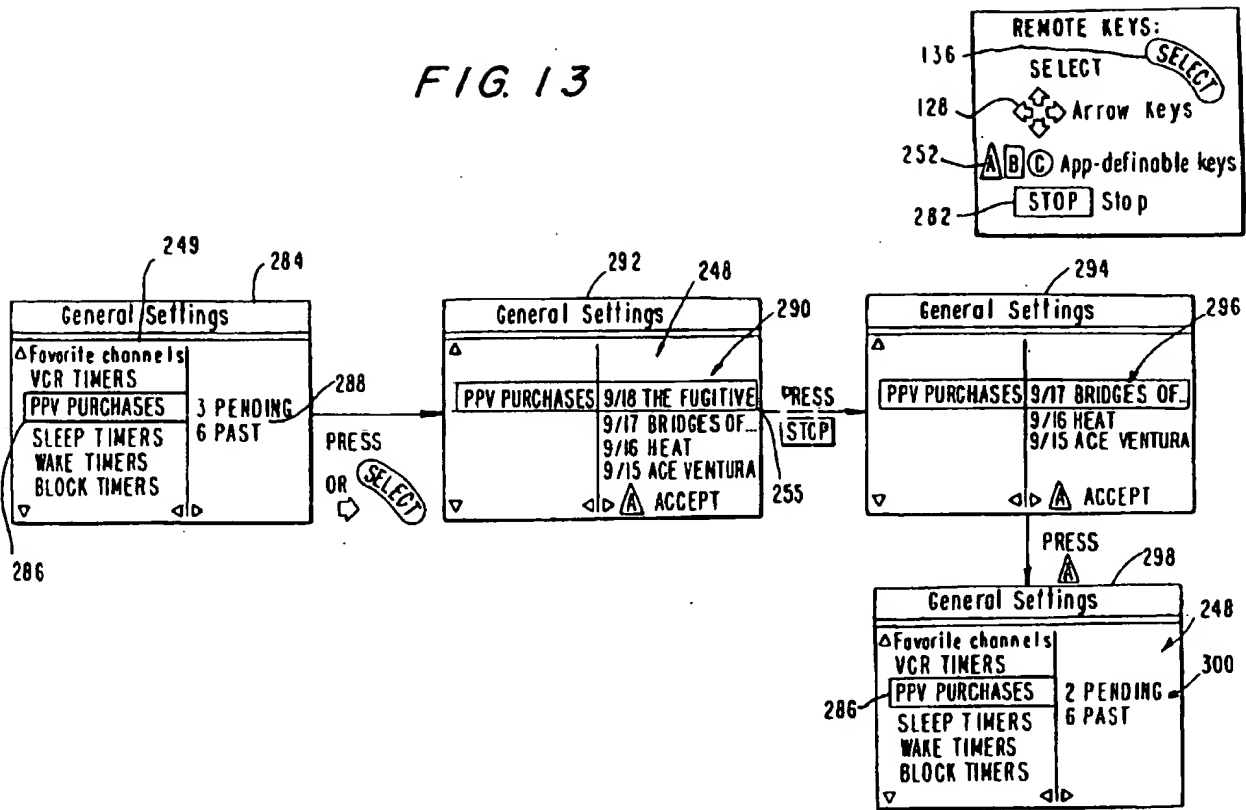 FIG. 13
REMOTE KEYS:
136
SELECT
SELECT
128
Arrow Keys
252
A B C App-definable keys
282
STOP Stop
249
284
General Settings
Favorite channels
VCR TIMERS
PPV PURCHASES
3 PENDING
6 PAST
288
SLEEP TIMERS
WAKE TIMERS
BLOCK TIMERS
286
PRESS
OR
SELECT
292
248
290
General Settings
PPV PURCHASES
9/18 THE FUGITIVE
9/17 BRIDGES OF...
9/16 HEAT
9/15 ACE VENTURA
A ACCEPT
255
PRESS
STOP
294
296
General Settings
PPV PURCHASES
9/17 BRIDGES OF...
9/16 HEAT
9/15 ACE VENTURA
A ACCEPT
PRESS
A
298
248
General Settings
Favorite channels
VCR TIMERS
PPV PURCHASES
2 PENDING
6 PAST
300
286
SLEEP TIMERS
WAKE TIMERS
BLOCK TIMERS